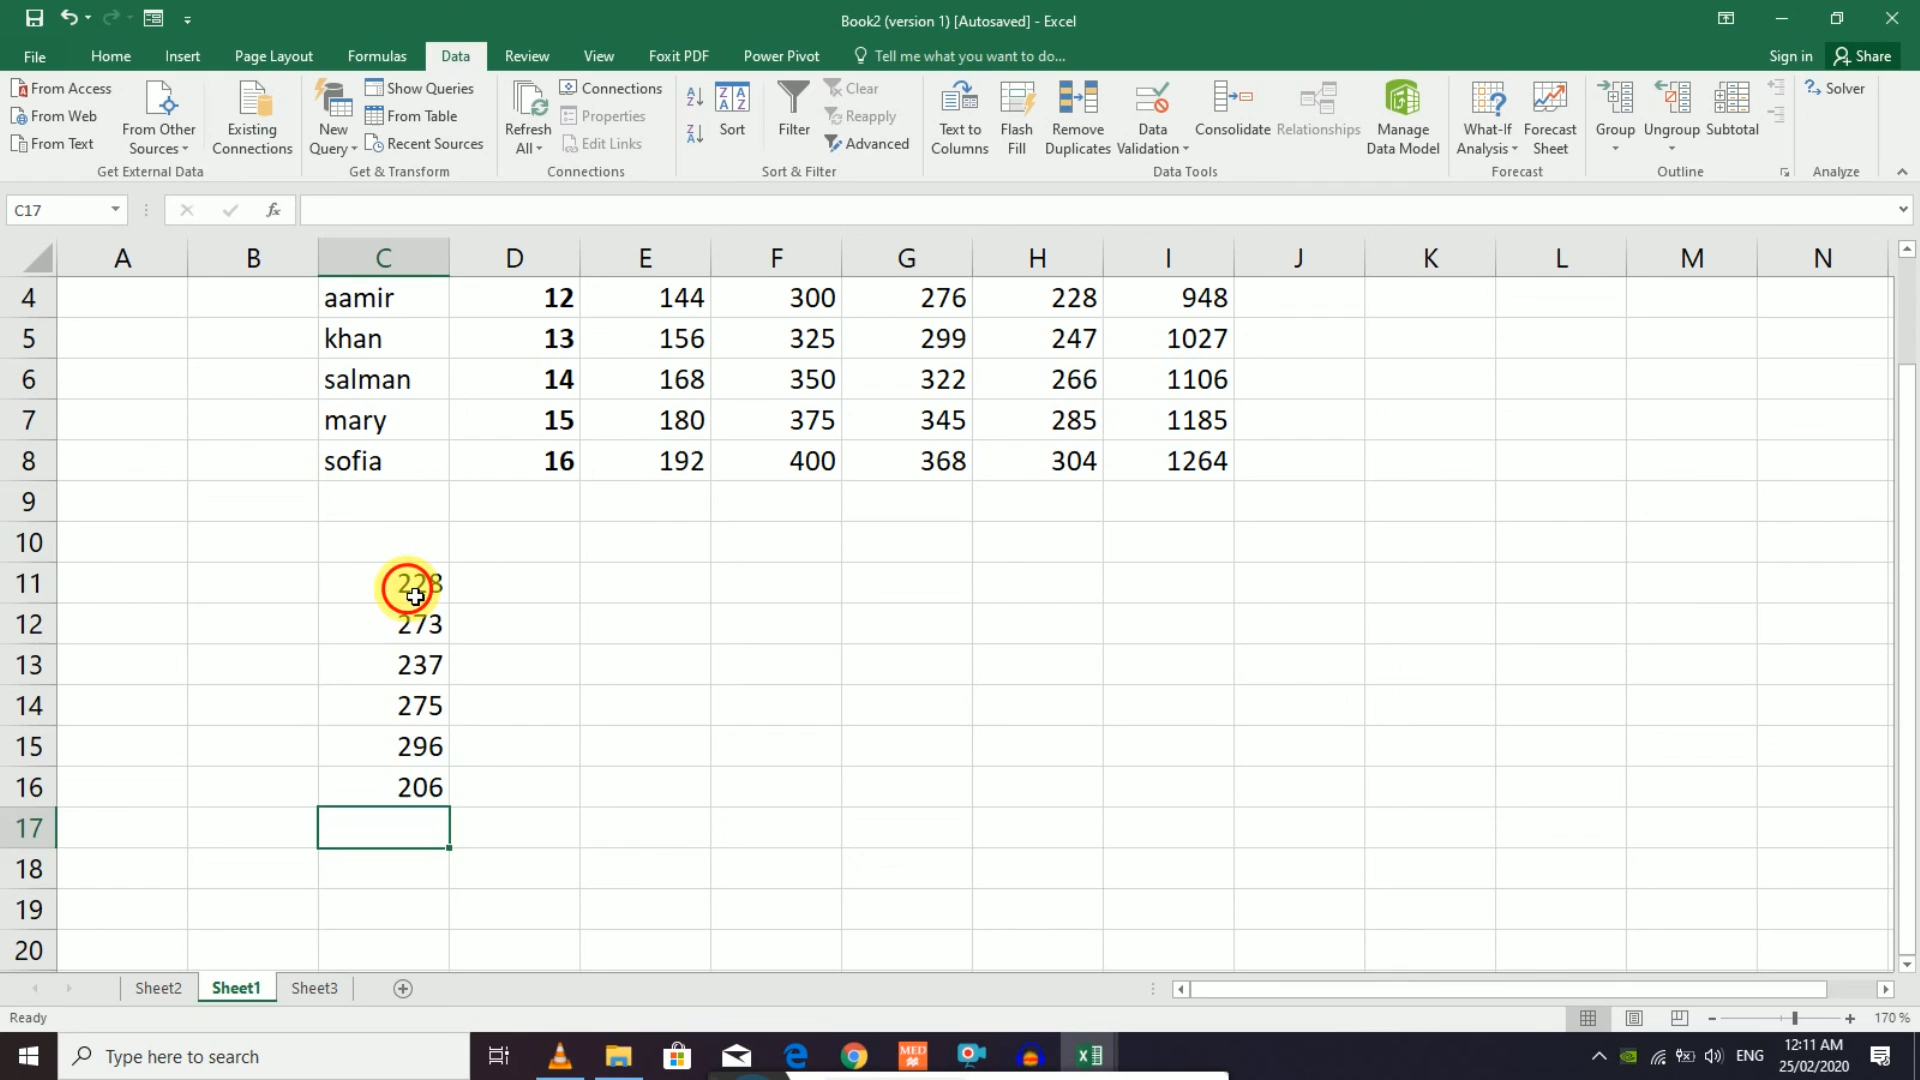 Book2 (version 1) [Autosaved] - Excel
File Home Insert Page Layout Formulas Data Review View Foxit PDF Power Pivot Tell me what you want to do... Sign in Share
From Access
From Web
From Text
From Other Sources
Existing Connections
Get External Data
New Query
Show Queries
From Table
Recent Sources
Get & Transform
Refresh All
Connections
Properties
Edit Links
Connections
Sort
Filter
Clear
Reapply
Advanced
Sort & Filter
Text to Columns
Flash Fill
Remove Duplicates
Data Validation
Consolidate
Relationships
Manage Data Model
Data Tools
What-If Analysis
Forecast Sheet
Forecast
Group
Ungroup
Subtotal
Outline
Solver
Analyze
C17 fx
A B C D E F G H I J K L M N
4 aamir 12 144 300 276 228 948
5 khan 13 156 325 299 247 1027
6 salman 14 168 350 322 266 1106
7 mary 15 180 375 345 285 1185
8 sofia 16 192 400 368 304 1264
9
10
11 228
12 273
13 237
14 275
15 296
16 206
17
18
19
20
Sheet2 Sheet1 Sheet3
Ready 170 %
Type here to search MED ENG 12:11 AM
25/02/2020